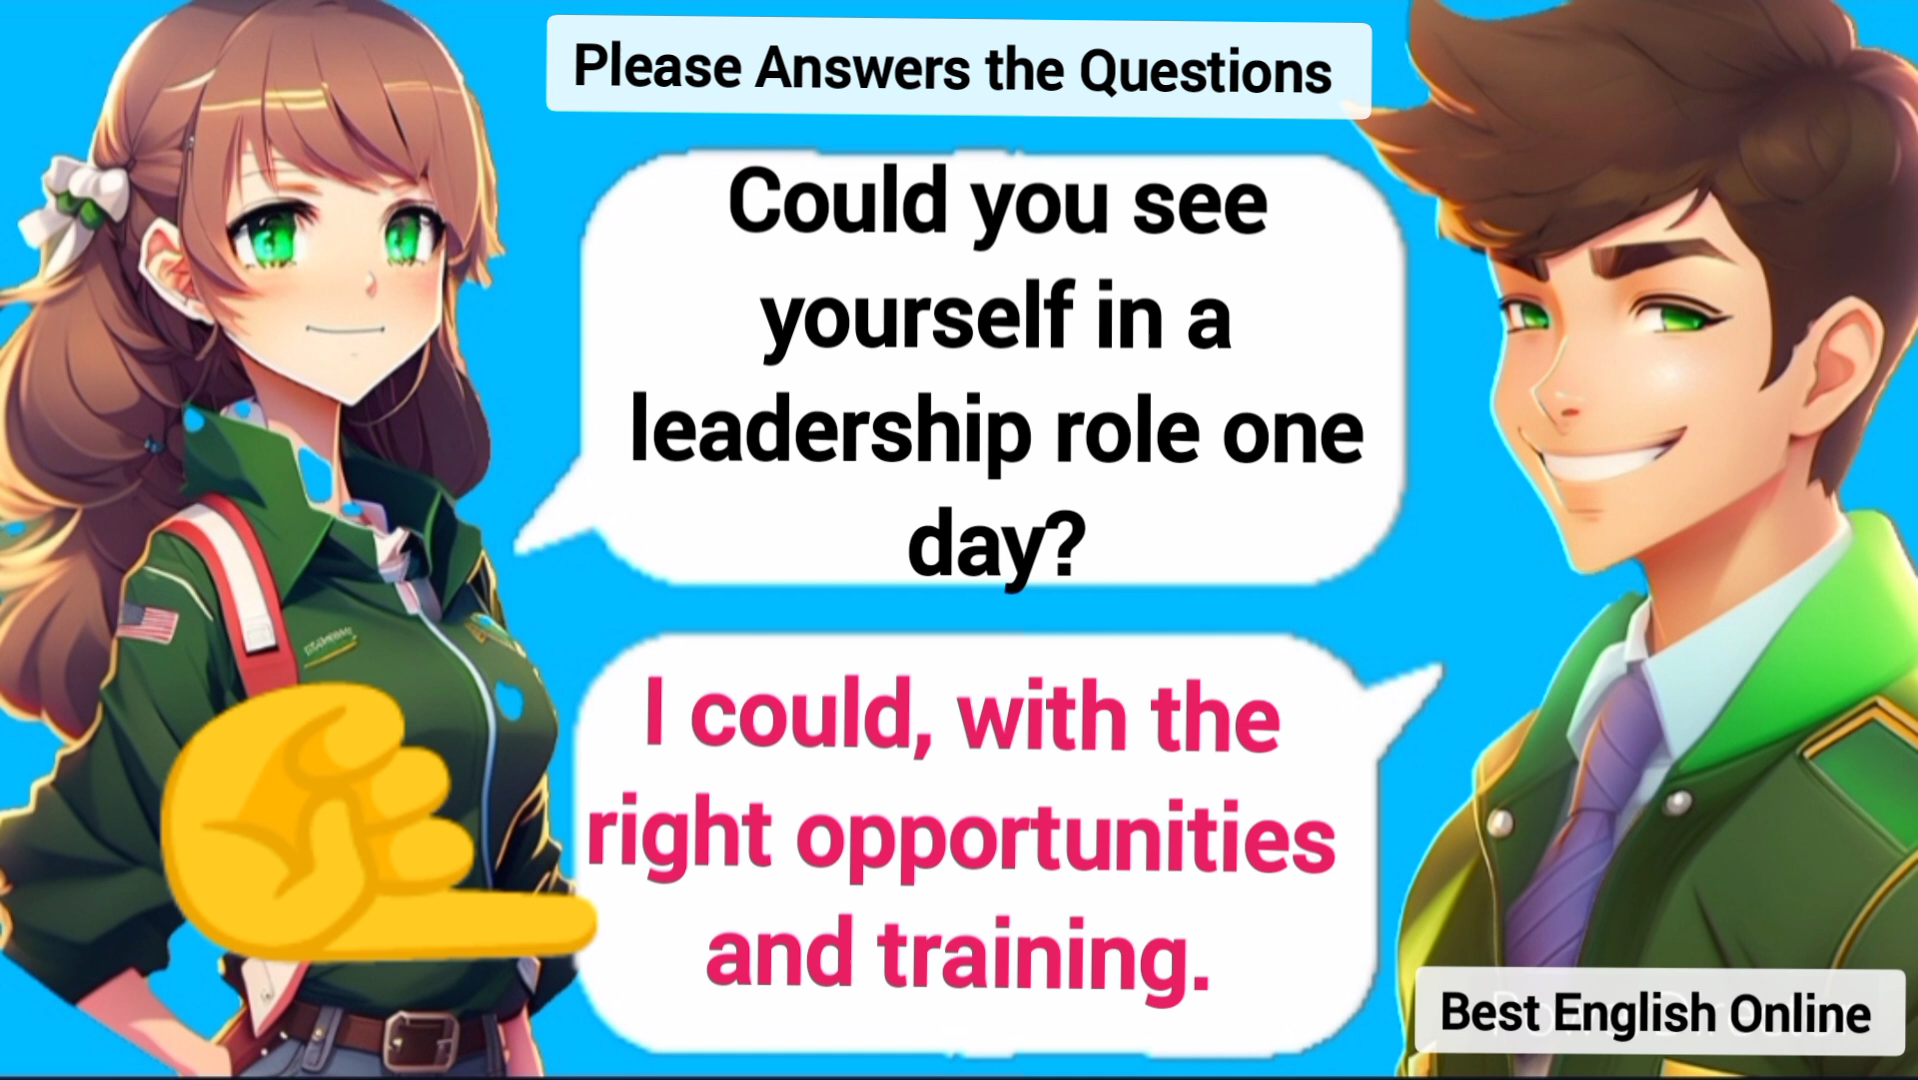 Please Answers the Questions
Could you see
yourself in a
leadership role one
day?
I could, with the
right opportunities
and training.
Best English Online